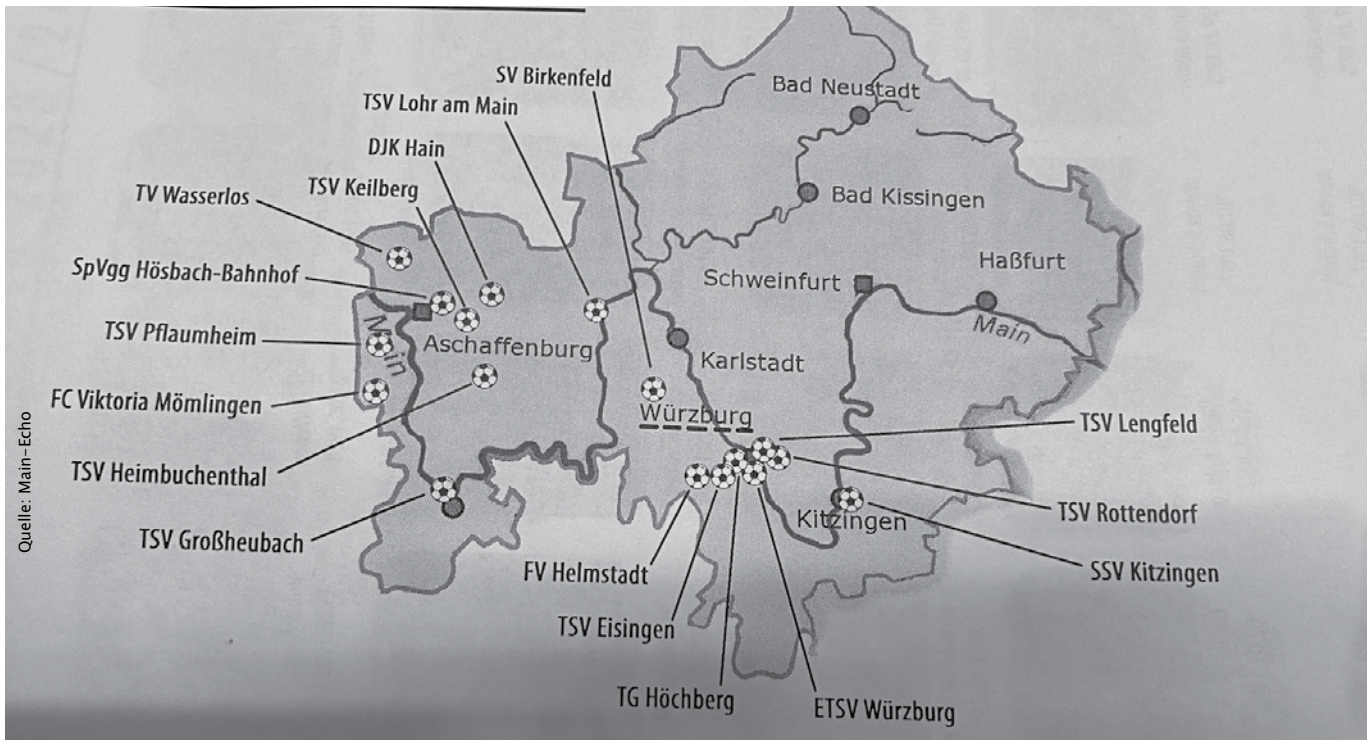 SV Birkenfeld
TSV Lohr am Main
DJK Hain
TSV Keilberg
TV Wasserlos
SpVgg Hösbach-Bahnhof
TSV Pflaumheim
FC Viktoria Mömlingen
TSV Heimbuchenthal
TSV Großheubach
Bad Neustadt
Bad Kissingen
Haßfurt
Schweinfurt
Main
Main
Aschaffenburg
Karlstadt
Würzburg
Kitzingen
TSV Lengfeld
TSV Rottendorf
SSV Kitzingen
FV Helmstadt
TSV Eisingen
TG Höchberg
ETSV Würzburg
Quelle: Main-Echo